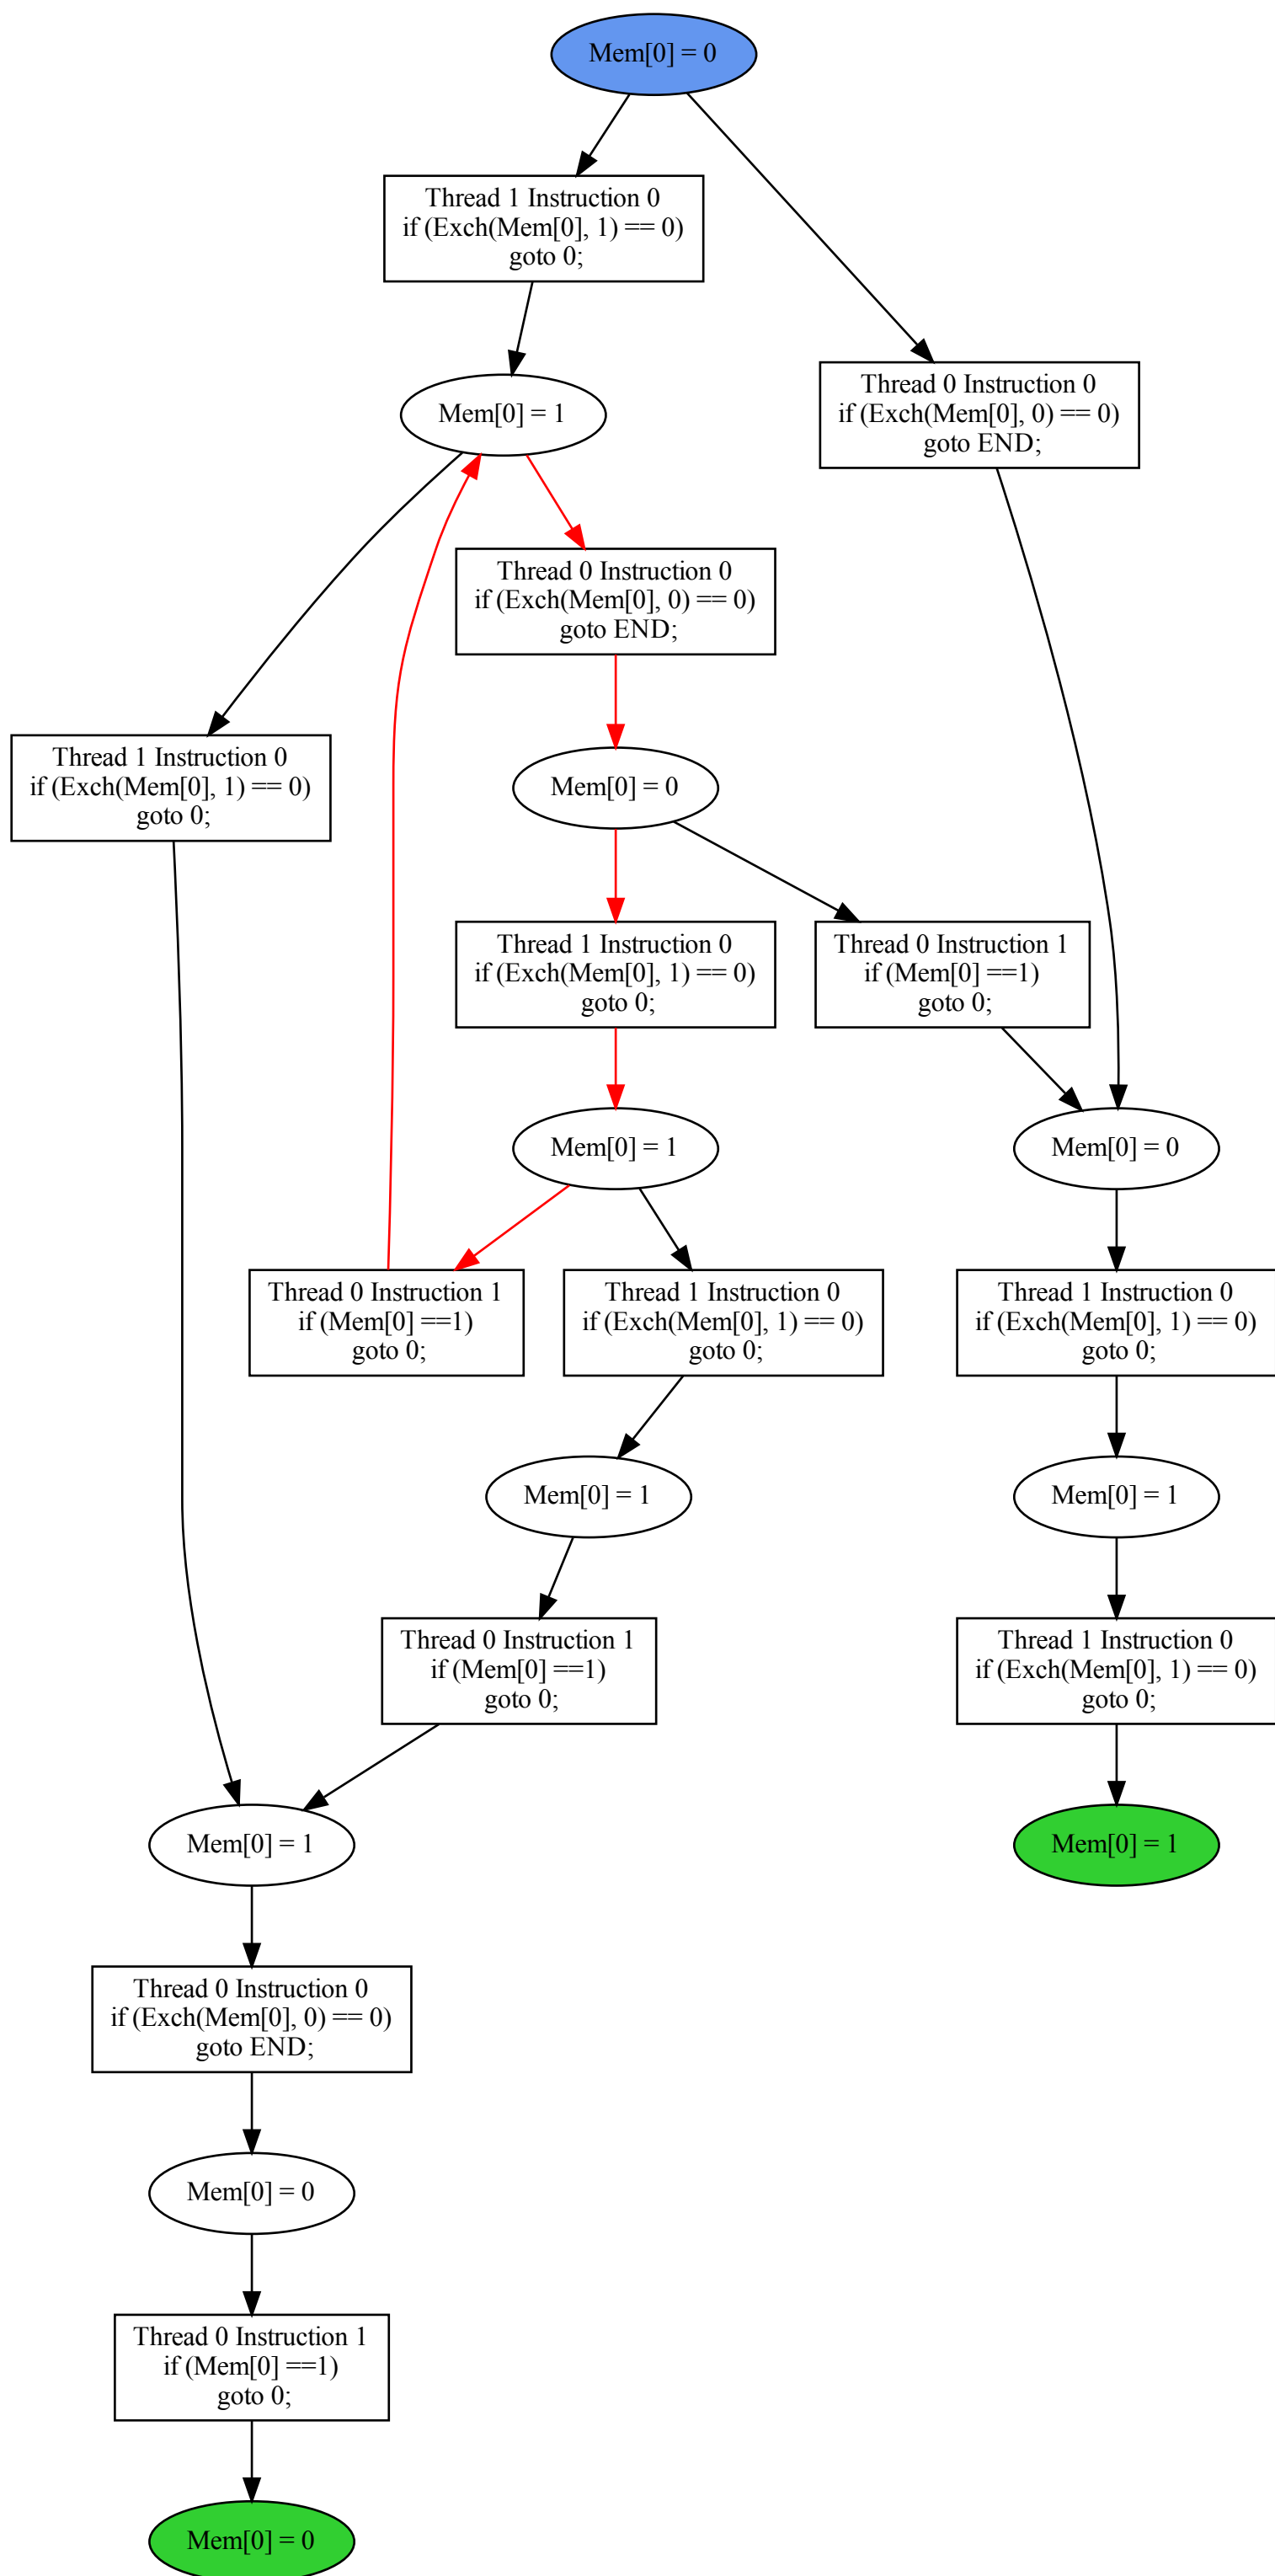 Mem[0] = 0
Thread 1 Instruction 0
if (Exch(Mem[0], 1) == 0)
goto 0;
Thread 0 Instruction 0
if (Exch(Mem[0], 0) == 0)
goto END;
Mem[0] = 1
Thread 0 Instruction 0
if (Exch(Mem[0], 0) == 0)
goto END;
Thread 1 Instruction 0
if (Exch(Mem[0], 1) == 0)
goto 0;
Mem[0] = 0
Thread 1 Instruction 0
if (Exch(Mem[0], 1) == 0)
goto 0;
Thread 0 Instruction 1
if (Mem[0] ==1)
goto 0;
Mem[0] = 1
Mem[0] = 0
Thread 0 Instruction 1
if (Mem[0] ==1)
goto 0;
Thread 1 Instruction 0
if (Exch(Mem[0], 1) == 0)
goto 0;
Thread 1 Instruction 0
if (Exch(Mem[0], 1) == 0)
goto 0;
Mem[0] = 1
Mem[0] = 1
Thread 0 Instruction 1
if (Mem[0] ==1)
goto 0;
Thread 1 Instruction 0
if (Exch(Mem[0], 1) == 0)
goto 0;
Mem[0] = 1
Mem[0] = 1
Thread 0 Instruction 0
if (Exch(Mem[0], 0) == 0)
goto END;
Mem[0] = 0
Thread 0 Instruction 1
if (Mem[0] ==1)
goto 0;
Mem[0] = 0